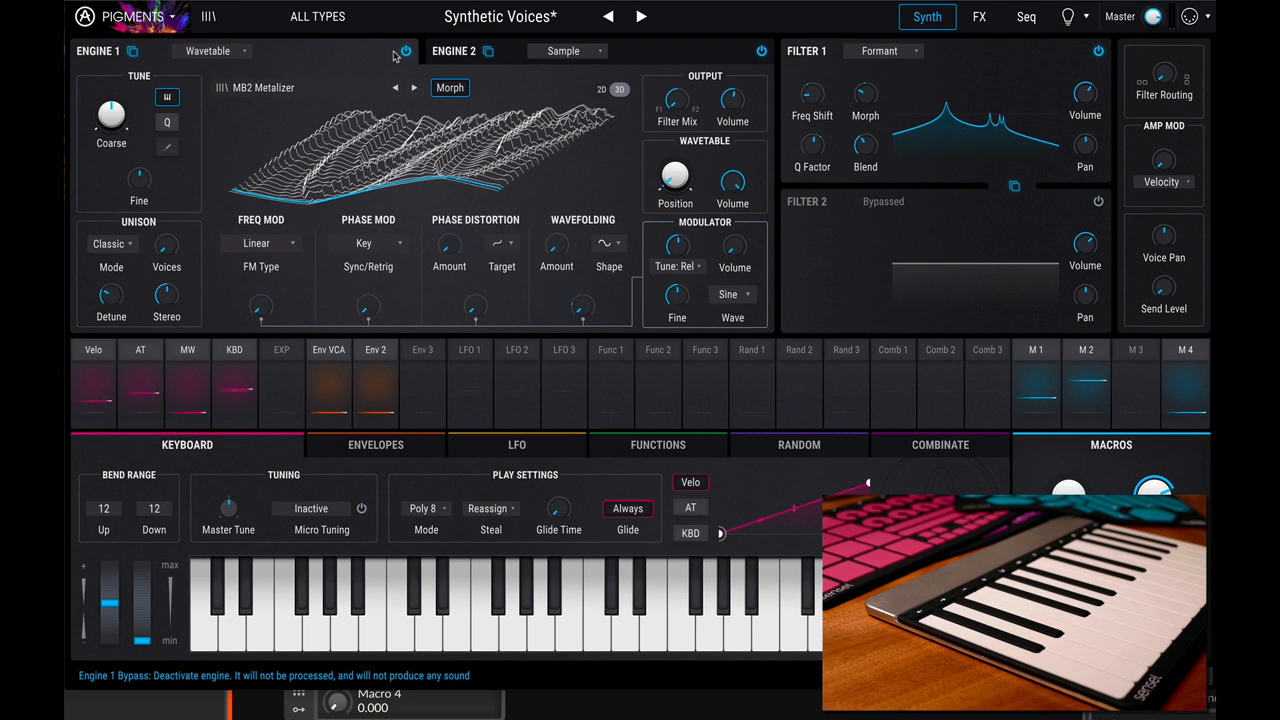 PIGMENTS
ALL TYPES
Synthetic Voices*
Synth
FX
Seq
Master
ENGINE 1
Wavetable
ENGINE 2
Sample
FILTER 1
Formant
TUNE
Coarse
Q
Fine
MB2 Metalizer
Morph
2D
3D
OUTPUT
F1
F2
Filter Mix
Volume
WAVETABLE
Position
Volume
Freq Shift
Morph
Volume
Q Factor
Blend
Pan
Filter Routing
AMP MOD
Velocity
UNISON
Classic
Mode
Voices
Detune
Stereo
FREQ MOD
Linear
FM Type
PHASE MOD
Key
Sync/Retrig
PHASE DISTORTION
Amount
Target
WAVEFOLDING
Amount
Shape
MODULATOR
Tune: Rel
Volume
Sine
Fine
Wave
FILTER 2
Bypassed
Volume
Pan
Voice Pan
Send Level
Velo
AT
MW
KBD
EXP
Env VCA
Env 2
Env 3
LFO 1
LFO 2
LFO 3
Func 1
Func 2
Func 3
Rand 1
Rand 2
Rand 3
Comb 1
Comb 2
Comb 3
M 1
M 2
M 3
M 4
KEYBOARD
ENVELOPES
LFO
FUNCTIONS
RANDOM
COMBINATE
MACROS
BEND RANGE
12
12
Up
Down
TUNING
Inactive
Master Tune
Micro Tuning
PLAY SETTINGS
Poly 8
Reassign
Always
Mode
Steal
Glide Time
Glide
Velo
AT
KBD
max
min
sensel
sensel
Engine 1 Bypass: Deactivate engine. It will not be processed, and will not produce any sound
Macro 4
0.000